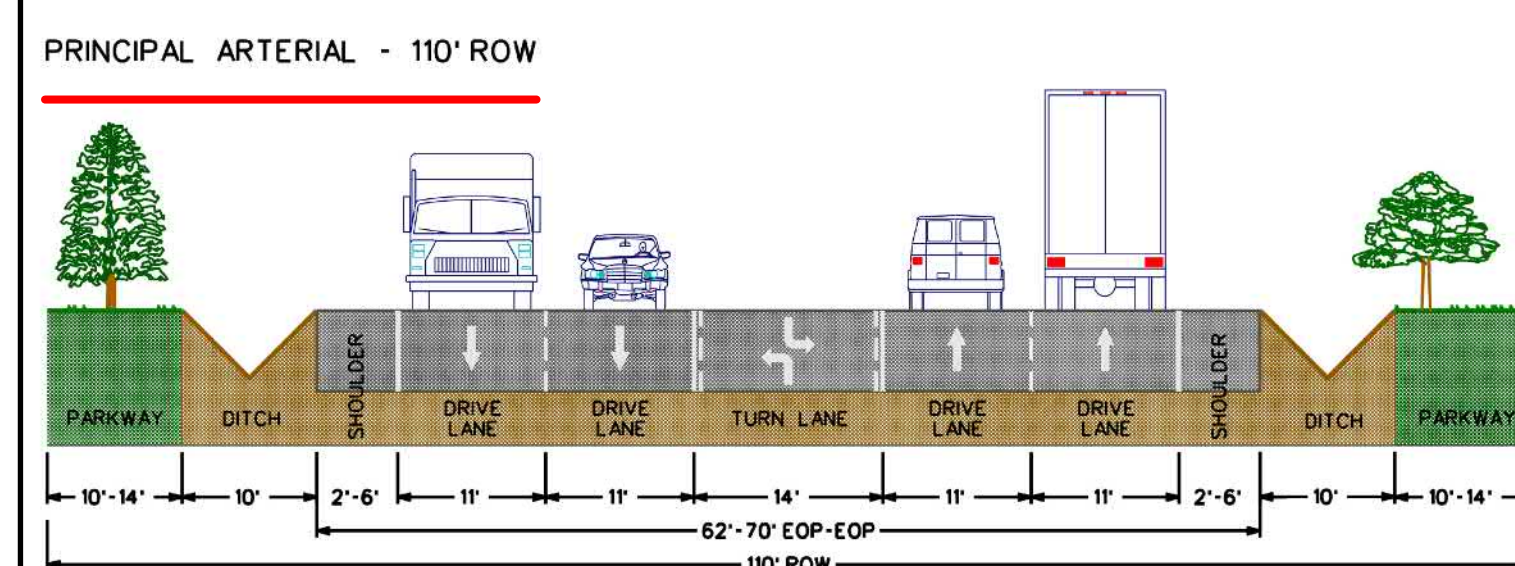 PRINCIPAL ARTERIAL - 110' ROW
PARKWAY DITCH SHOULDER DRIVE LANE DRIVE LANE TURN LANE DRIVE LANE DRIVE LANE SHOULDER DITCH PARKWAY
10'-14' 10' 2'-6' 11' 11' 14' 11' 11' 2'-6' 10' 10'-14'
62'-70' EOP-EOP
110' ROW